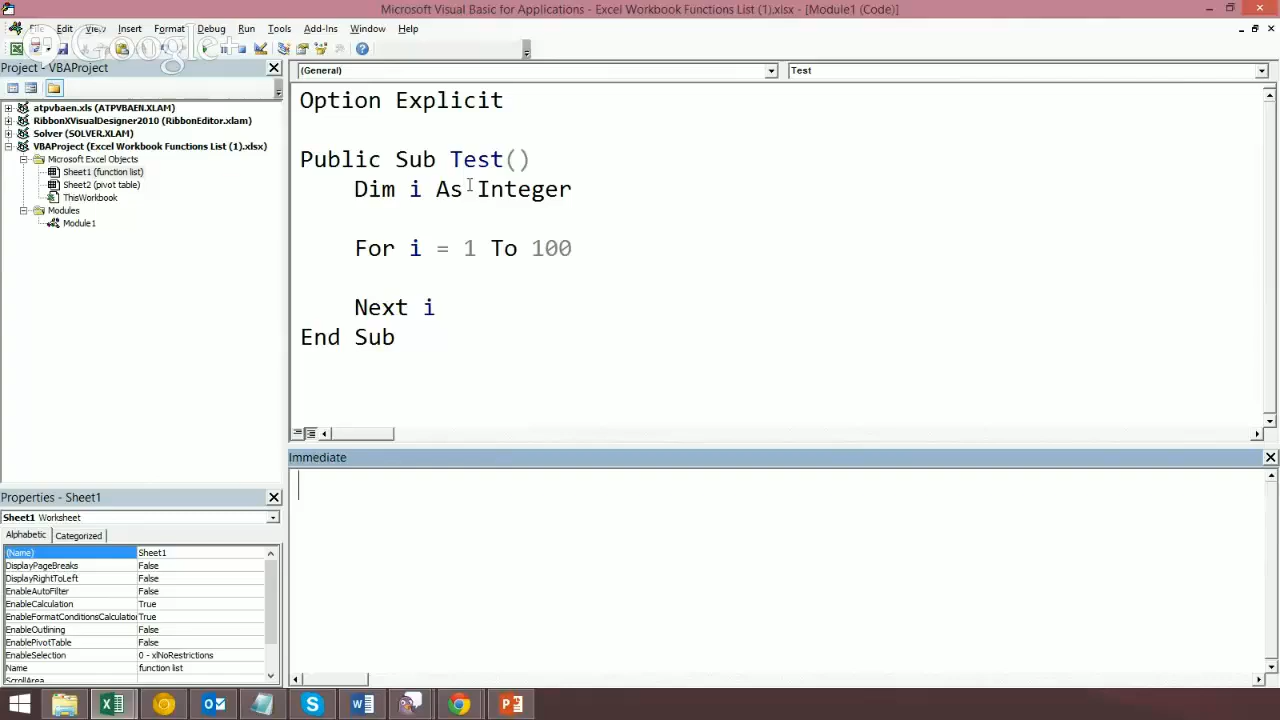 Microsoft Visual Basic for Applications - Excel Workbook Functions List (1).xlsx - [Module1 (Code)]
File Edit View Insert Format Debug Run Tools Add-Ins Window Help
Google+
Project - VBAProject
atpvbaen.xls (ATPVBAEN.XLAM)
RibbonXVisualDesigner2010 (RibbonEditor.xlam)
Solver (SOLVER.XLAM)
VBAProject (Excel Workbook Functions List (1).xlsx)
Microsoft Excel Objects
Sheet1 (function list)
Sheet2 (pivot table)
ThisWorkbook
Modules
Module1
(General)
Test
Option Explicit
Public Sub Test()
Dim i As Integer
For i = 1 To 100
Next i
End Sub
Immediate
Properties - Sheet1
Sheet1 Worksheet
Alphabetic Categorized
(Name) Sheet1
DisplayPageBreaks False
DisplayRightToLeft False
EnableAutoFilter False
EnableCalculation True
EnableFormatConditionsCalculation True
EnableOutlining False
EnablePivotTable False
EnableSelection 0 - xlNoRestrictions
Name function list
ScrollArea